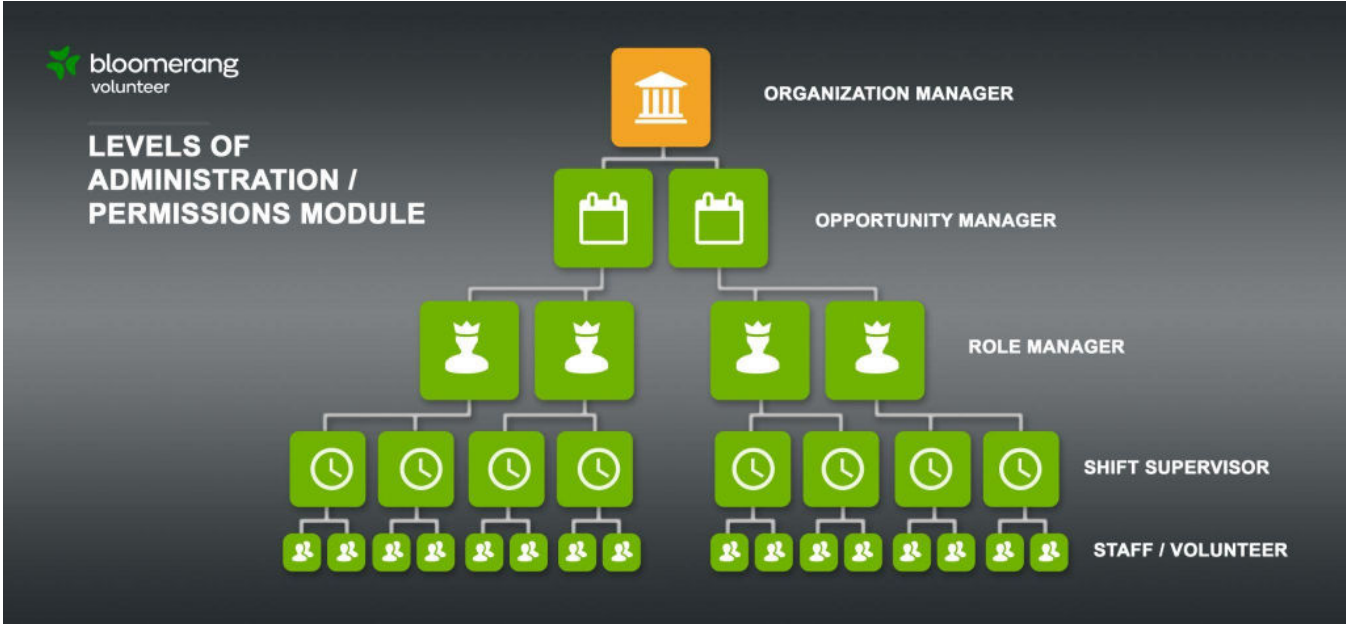 bloomerang
volunteer
LEVELS OF
ADMINISTRATION /
PERMISSIONS MODULE
ORGANIZATION MANAGER
OPPORTUNITY MANAGER
ROLE MANAGER
SHIFT SUPERVISOR
STAFF / VOLUNTEER